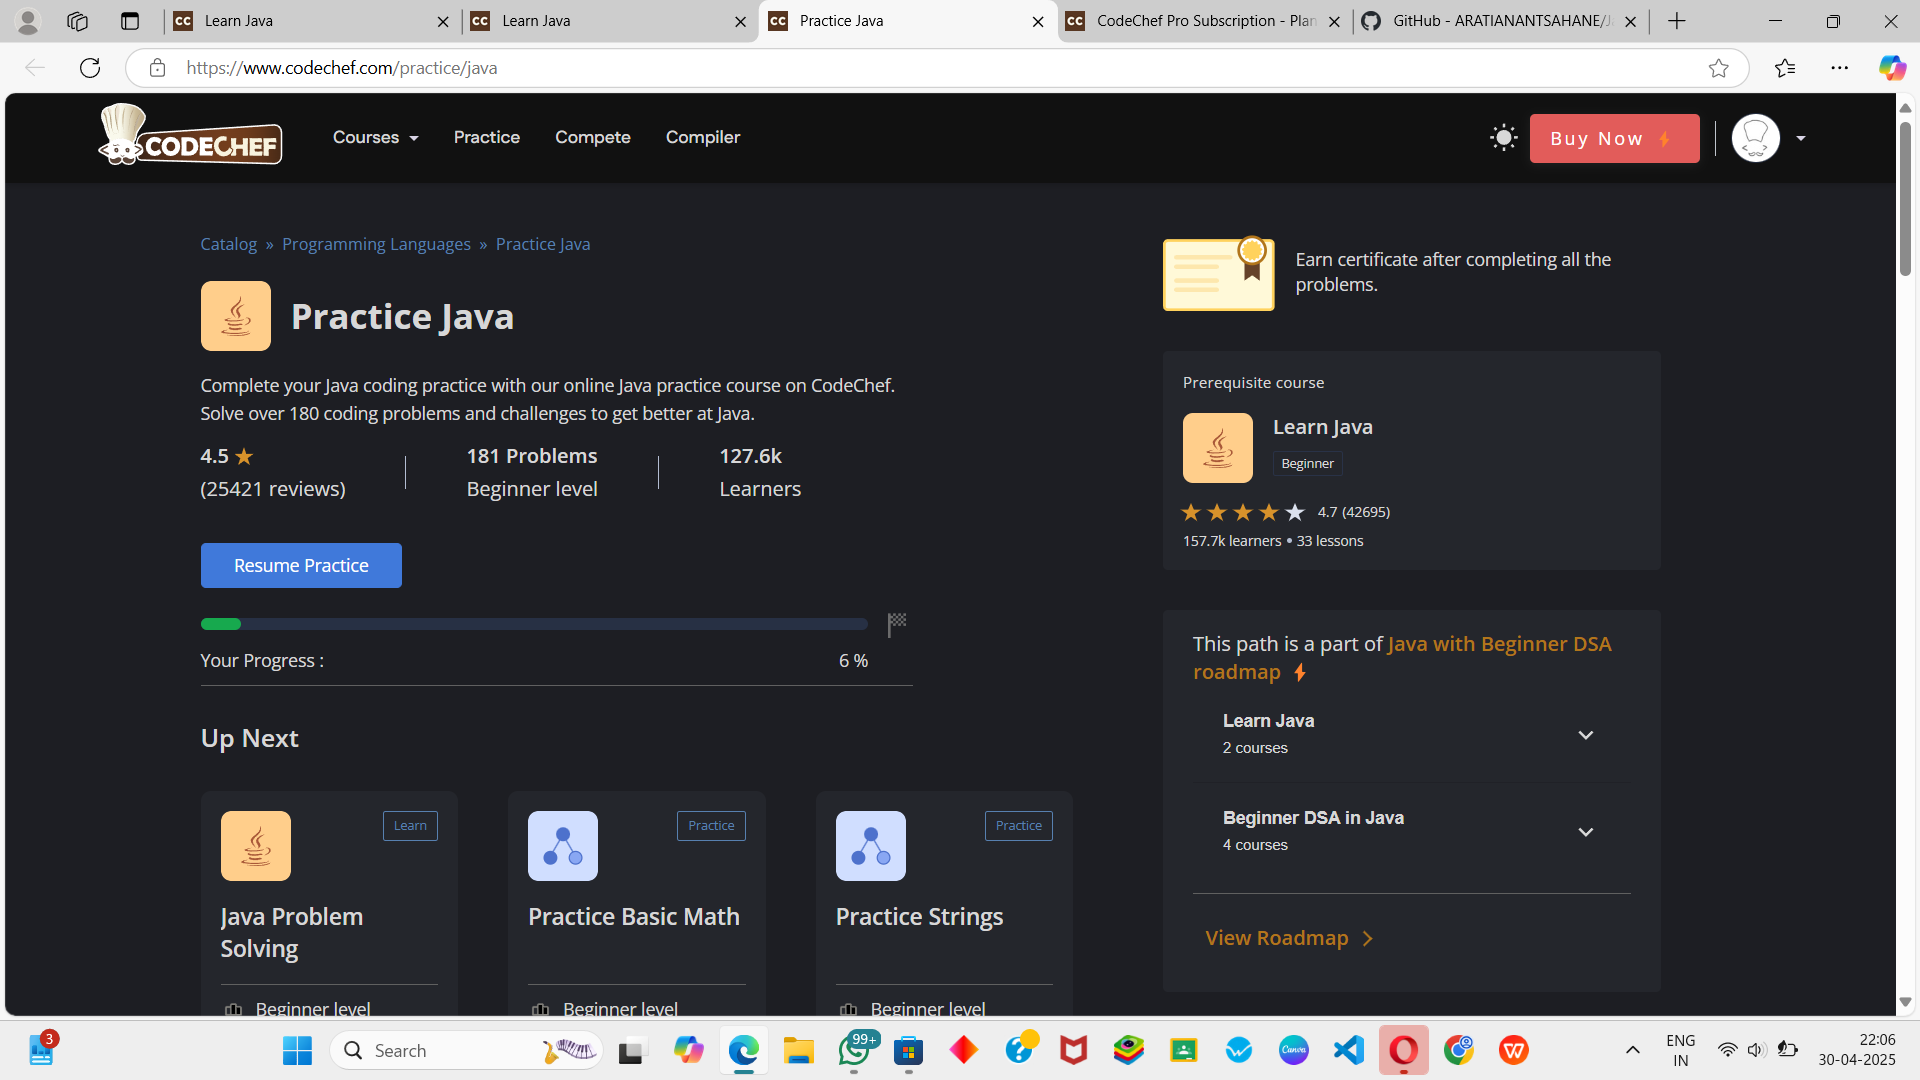 Learn Java
Learn Java
Practice Java
CodeChef Pro Subscription - Plan
GitHub - ARATIANANTSAHANE/J
https://www.codechef.com/practice/java
CODECHEF
Courses
Practice
Compete
Compiler
Buy Now
Catalog » Programming Languages » Practice Java
Practice Java
Complete your Java coding practice with our online Java practice course on CodeChef.
Solve over 180 coding problems and challenges to get better at Java.
4.5 ★
(25421 reviews)
181 Problems
Beginner level
127.6k
Learners
Resume Practice
Your Progress :
6 %
Up Next
Learn
Java Problem
Solving
Beginner level
Practice
Practice Basic Math
Beginner level
Practice
Practice Strings
Beginner level
Earn certificate after completing all the
problems.
Prerequisite course
Learn Java
Beginner
4.7 (42695)
157.7k learners • 33 lessons
This path is a part of Java with Beginner DSA
roadmap
Learn Java
2 courses
Beginner DSA in Java
4 courses
View Roadmap
3
Search
99+
Canva
ENG
IN
22:06
30-04-2025